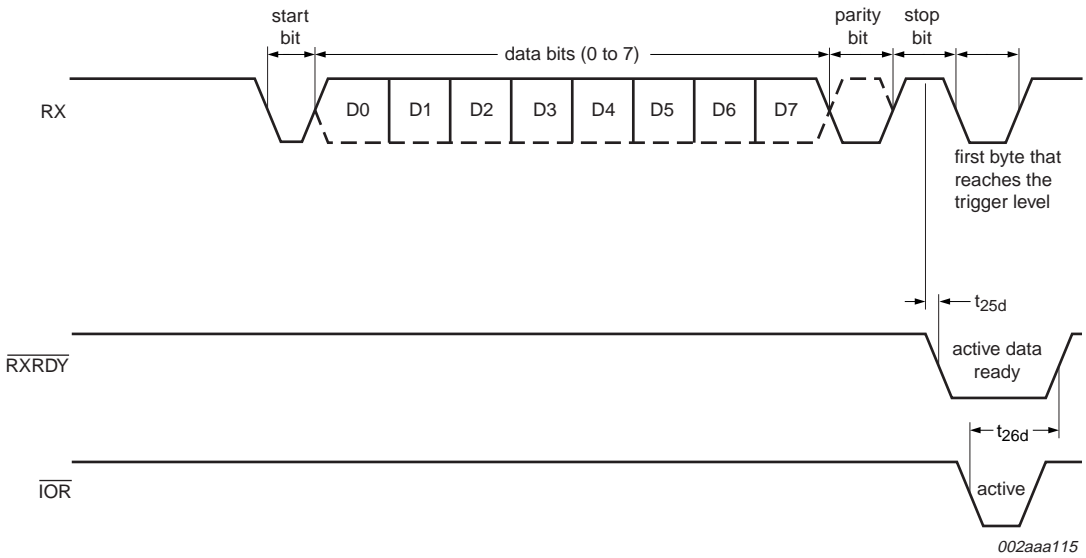 start
bit
data bits (0 to 7)
parity
bit
stop
bit
RX
D0 D1 D2 D3 D4 D5 D6 D7
first byte that
reaches the
trigger level
t25d
RXRDY
active data
ready
t26d
IOR
active
002aaa115